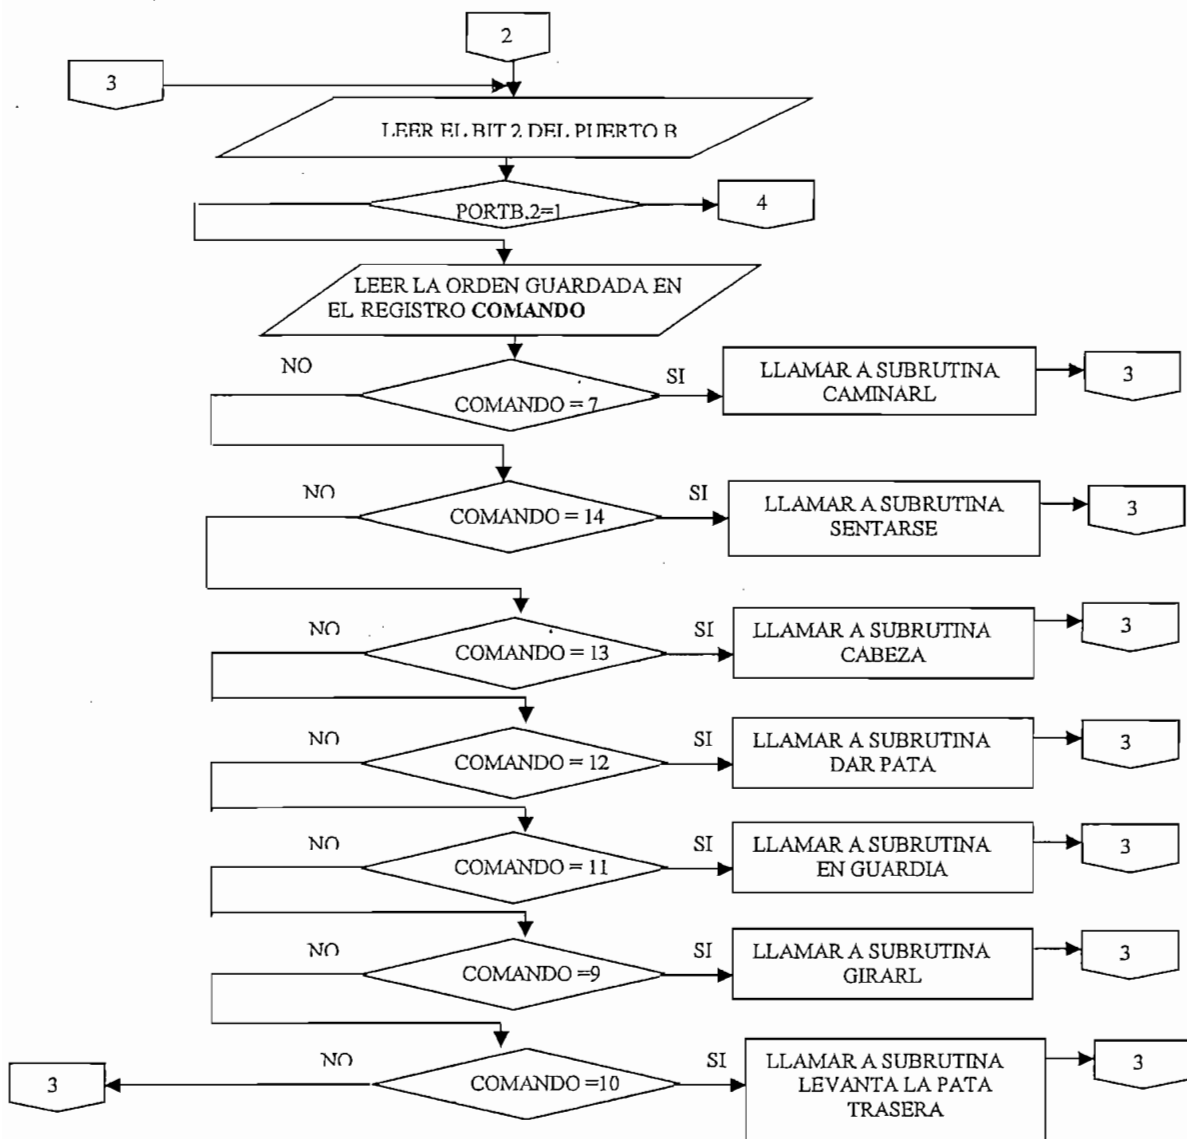 2
3
LEER EL BIT 2 DEL PUERTO B
PORTB.2=1
4
LEER LA ORDEN GUARDADA EN
EL REGISTRO COMANDO
NO
COMANDO = 7
SI
LLAMAR A SUBRUTINA
CAMINARL
3
NO
COMANDO = 14
SI
LLAMAR A SUBRUTINA
SENTARSE
3
NO
COMANDO = 13
SI
LLAMAR A SUBRUTINA
CABEZA
3
NO
COMANDO = 12
SI
LLAMAR A SUBRUTINA
DAR PATA
3
NO
COMANDO = 11
SI
LLAMAR A SUBRUTINA
EN GUARDIA
3
NO
COMANDO =9
SI
LLAMAR A SUBRUTINA
GIRARL
3
3
NO
COMANDO =10
SI
LLAMAR A SUBRUTINA
LEVANTA LA PATA
TRASERA
3